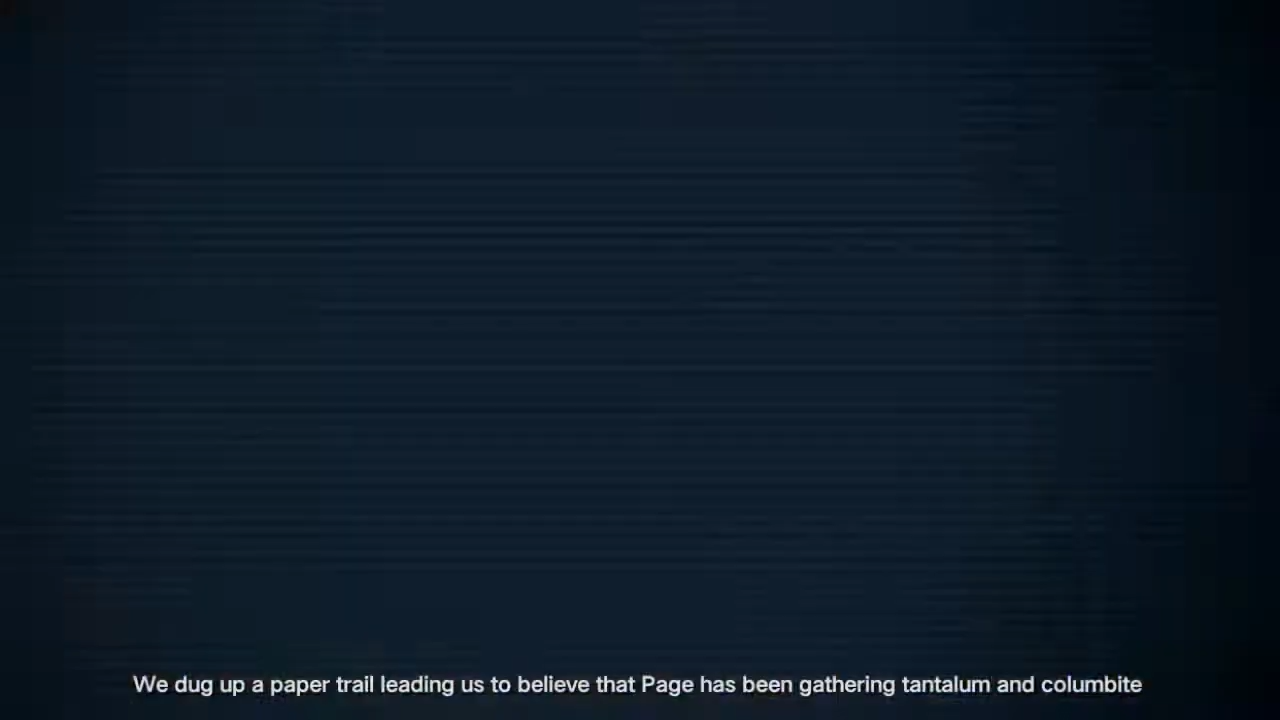 We dug up a paper trail leading us to believe that Page has been gathering tantalum and columbite